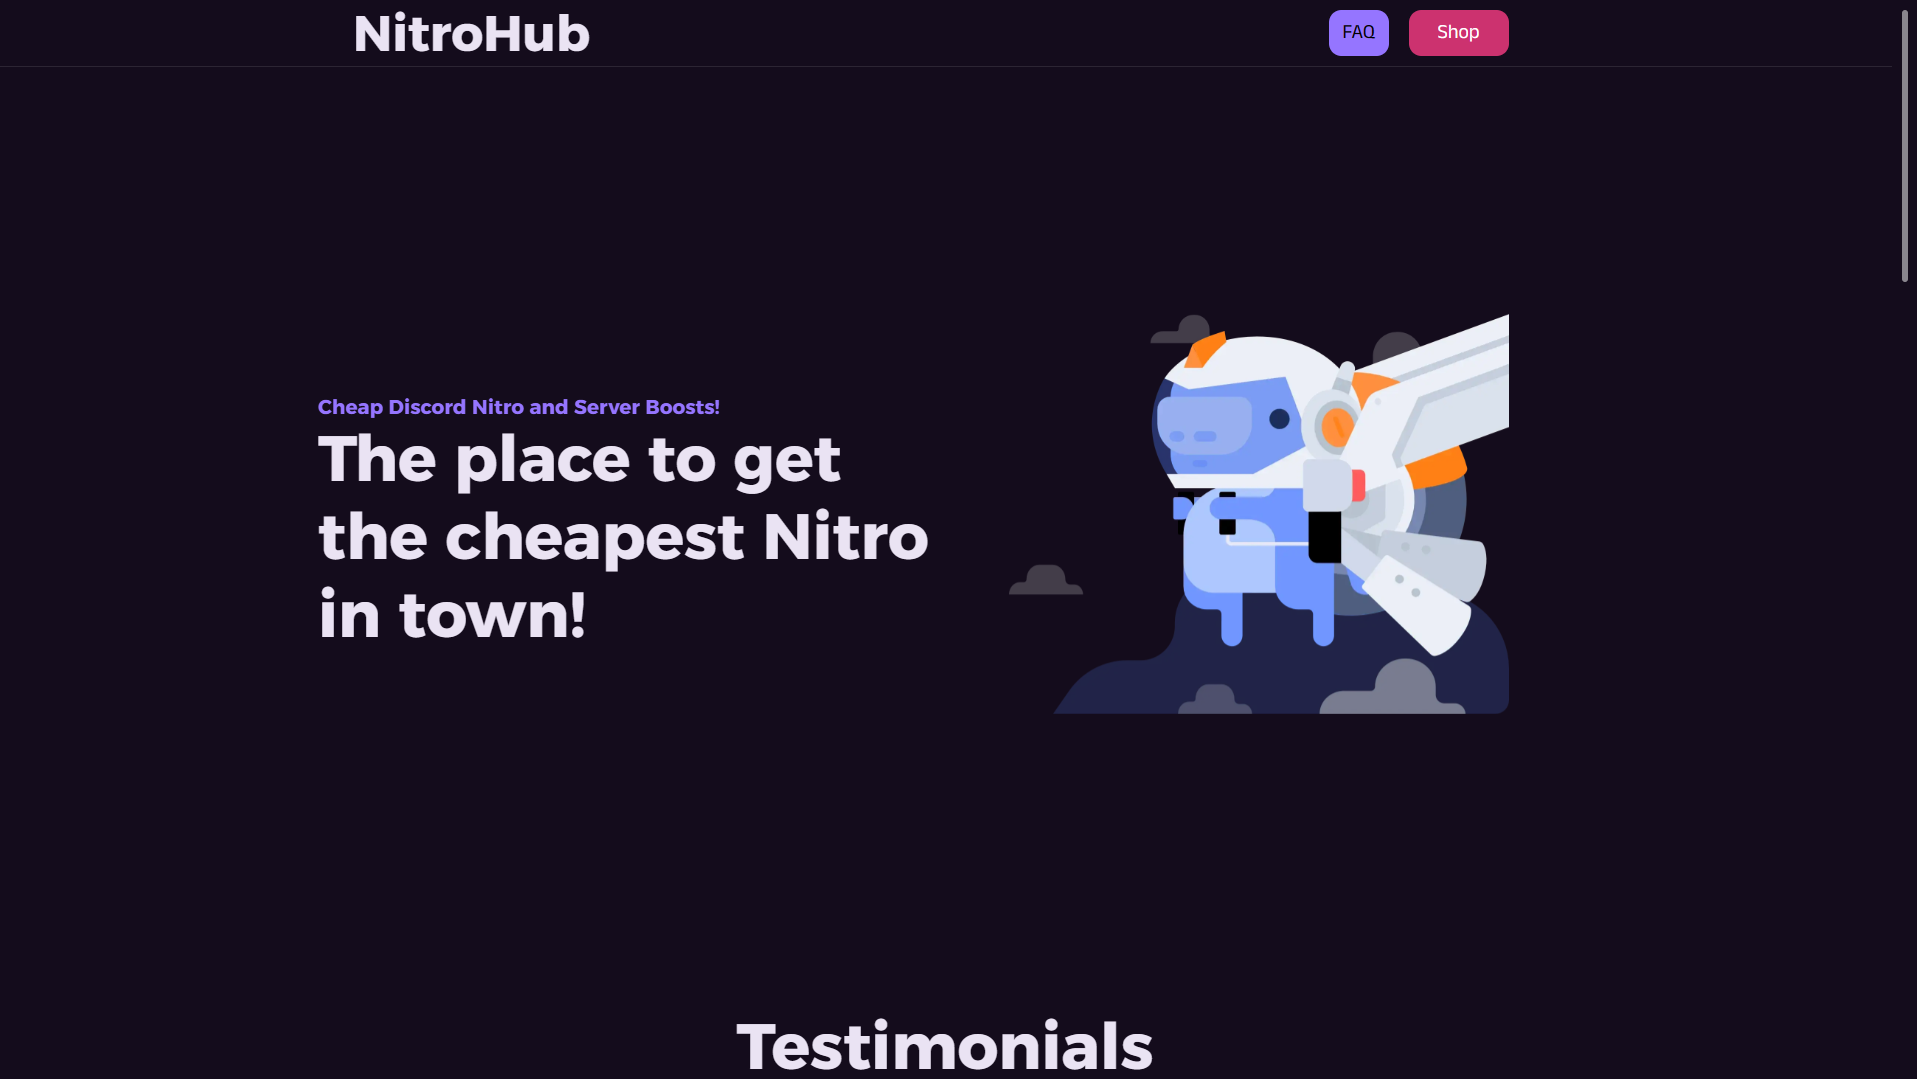 NitroHub
FAQ
Shop
Cheap Discord Nitro and Server Boosts!
The place to get
the cheapest Nitro
in town!
Testimonials